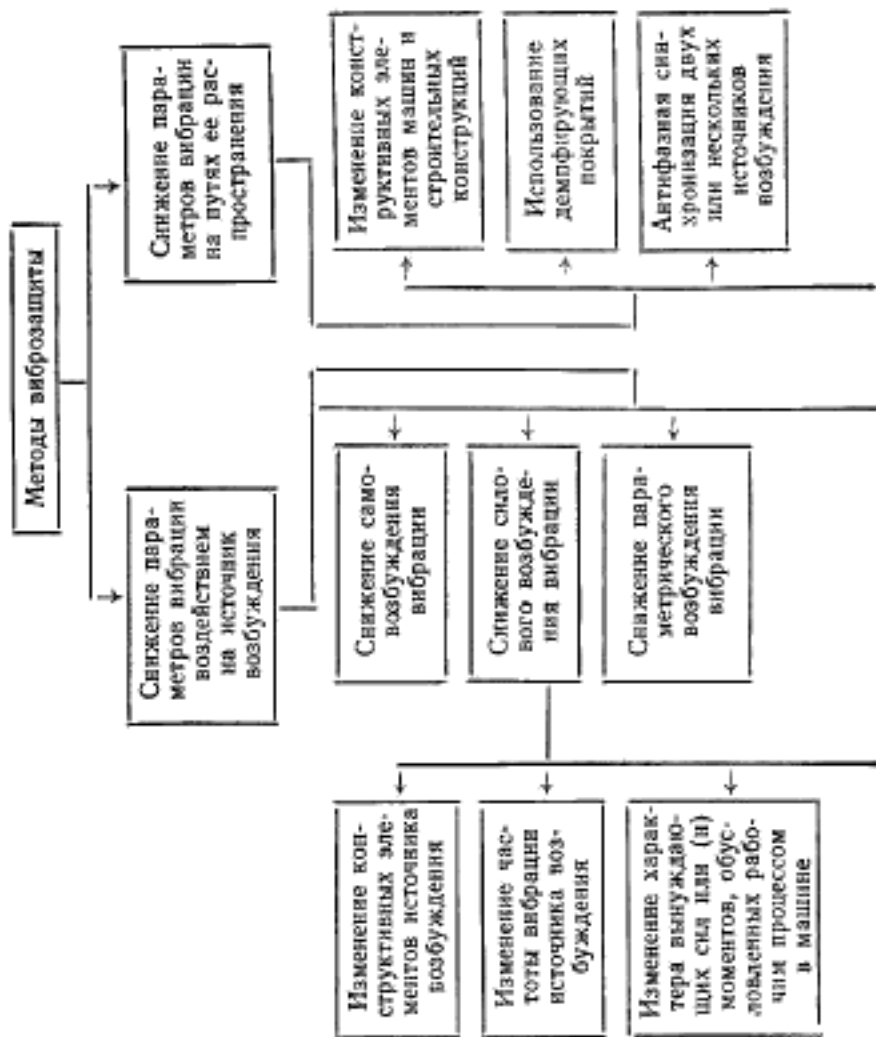 Методы виброзащиты
Снижение пара-
метров вибрации
воздействием
на источник
возбуждения
Снижение пара-
метров вибрации
на путях ее рас-
пространения
Снижение само-
возбуждения
вибрации
Снижение сило-
вого возбужде-
ния вибрации
Снижение пара-
метрического
возбуждения
вибрации
Изменение конст-
руктивных эле-
ментов машин и
строительных
конструкций
Использование
демпфирующих
покрытий
Антифазная син-
хронизация двух
или нескольких
источников
возбуждения
Изменение кон-
структивных эле-
ментов источника
возбуждения
Изменение час-
тоты вибрации
источника воз-
буждения
Изменение харак-
тера вынуждаю-
щих сил или (и)
моментов, обус-
ловленных рабо-
чим процессом
в машине